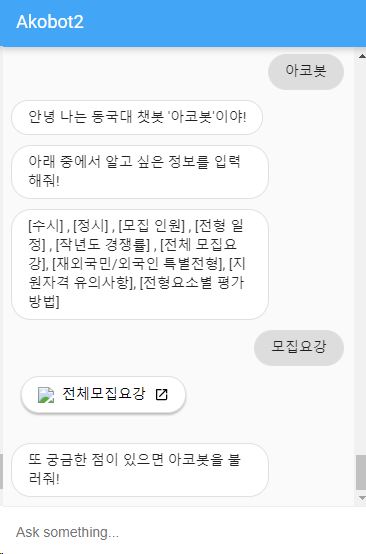 Akobot2
아코봇
안녕 나는 동국대 챗봇 '아코봇'이야!
아래 중에서 알고 싶은 정보를 입력
해줘!
[수시] , [정시] , [모집 인원] , [전형 일
정] , [작년도 경쟁률] , [전체 모집요
강], [재외국민/외국인 특별전형], [지
원자격 유의사항], [전형요소별 평가
방법]
모집요강
전체모집요강
또 궁금한 점이 있으면 아코봇을 불
러줘!
Ask something...